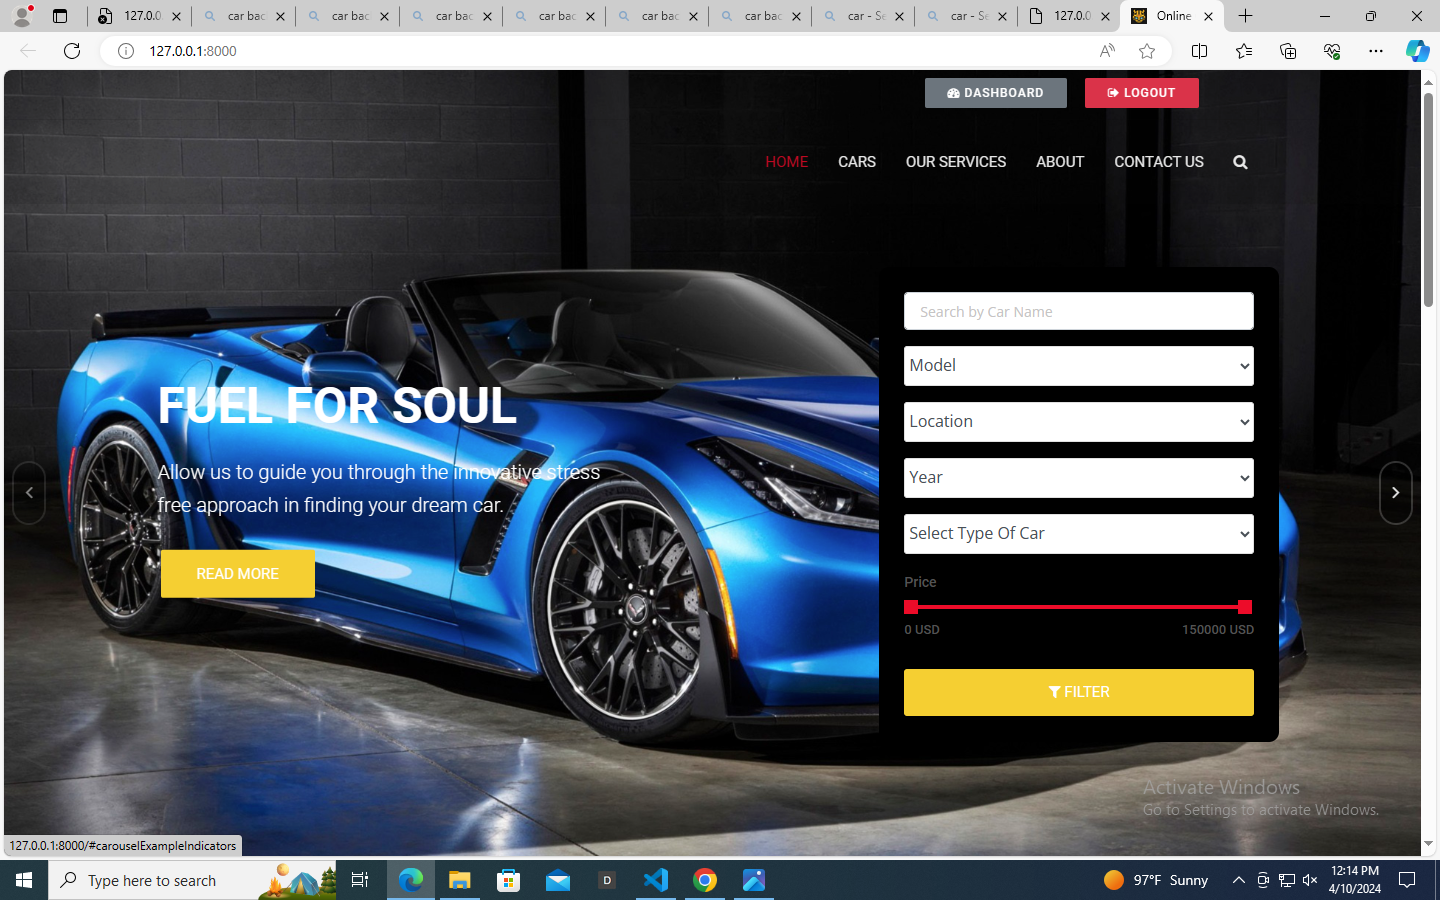 127.0.0.
car bac
car bac
car bac
car bac
car bac
car bac
car - Se
car - Se
127.0.0
Online
127.0.0.1:8000
DASHBOARD
LOGOUT
HOME
CARS
OUR SERVICES
ABOUT
CONTACT US
FUEL FOR SOUL
Allow us to guide you through the innovative stress
free approach in finding your dream car.
READ MORE
Search by Car Name
Model
Location
Year
Select Type Of Car
Price
0 USD
150000 USD
FILTER
Activate Windows
Go to Settings to activate Windows.
127.0.0.1:8000/#carouselExampleIndicators
Type here to search
D
97°F Sunny
12:14 PM
4/10/2024